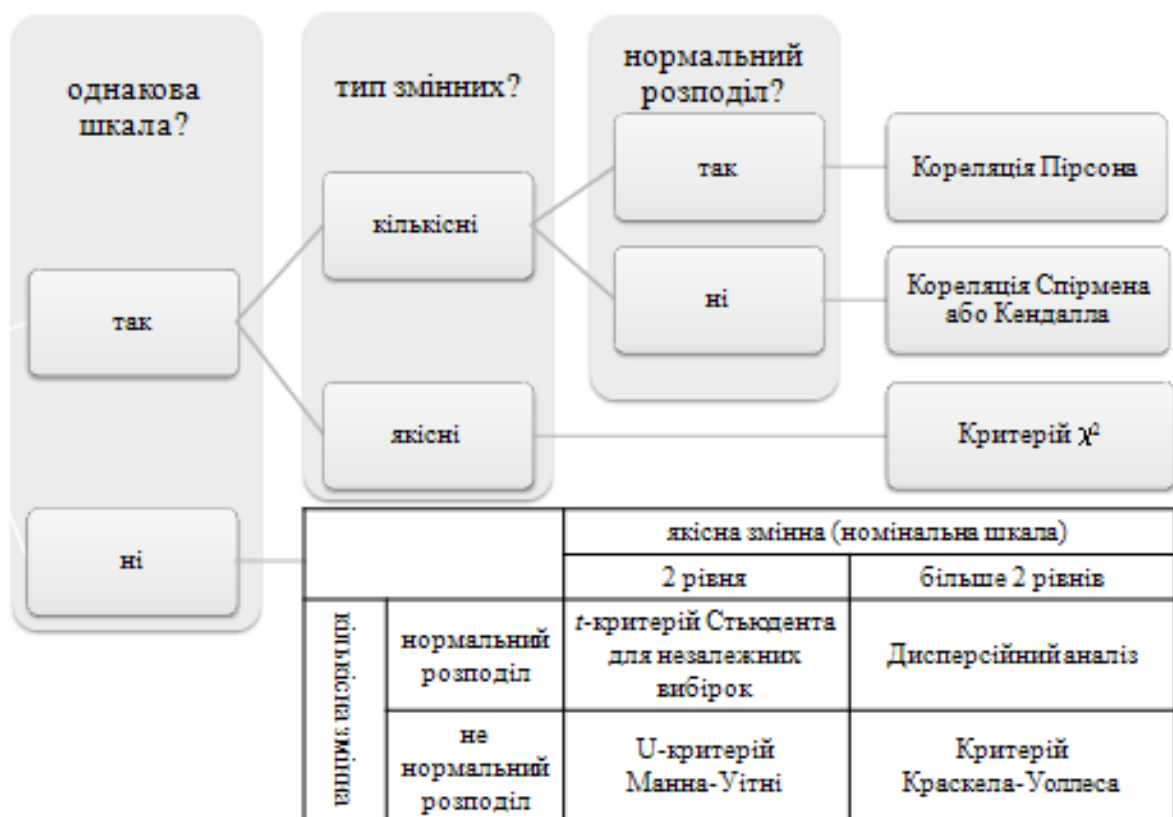 однакова
шкала?
тип змінних?
нормальний
розподіл?
так
Кореляція Пірсона
кількісні
ні
Кореляція Спірмена
або Кендалла
так
якісні
Критерій χ²
ні
якісна змінна (номінальна шкала)
2 рівня
більше 2 рівнів
кількісна змінна
нормальний
розподіл
t-критерій Стьюдента
для незалежних
вибірок
Дисперсійний аналіз
не
нормальний
розподіл
U-критерій
Манна-Уітні
Критерій
Краскела-Уоллеса